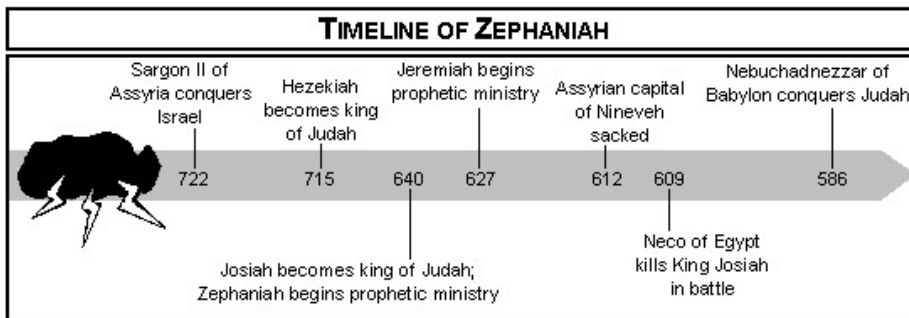 TIMELINE OF ZEPHANIAH
Sargon II of
Assyria conquers
Israel
Hezekiah
becomes king
of Judah
Jeremiah begins
prophetic ministry
Assyrian capital
of Nineveh
sacked
Nebuchadnezzar of
Babylon conquers Judah
722 715 640 627 612 609 586
Josiah becomes king of Judah;
Zephaniah begins prophetic ministry
Neco of Egypt
kills King Josiah
in battle